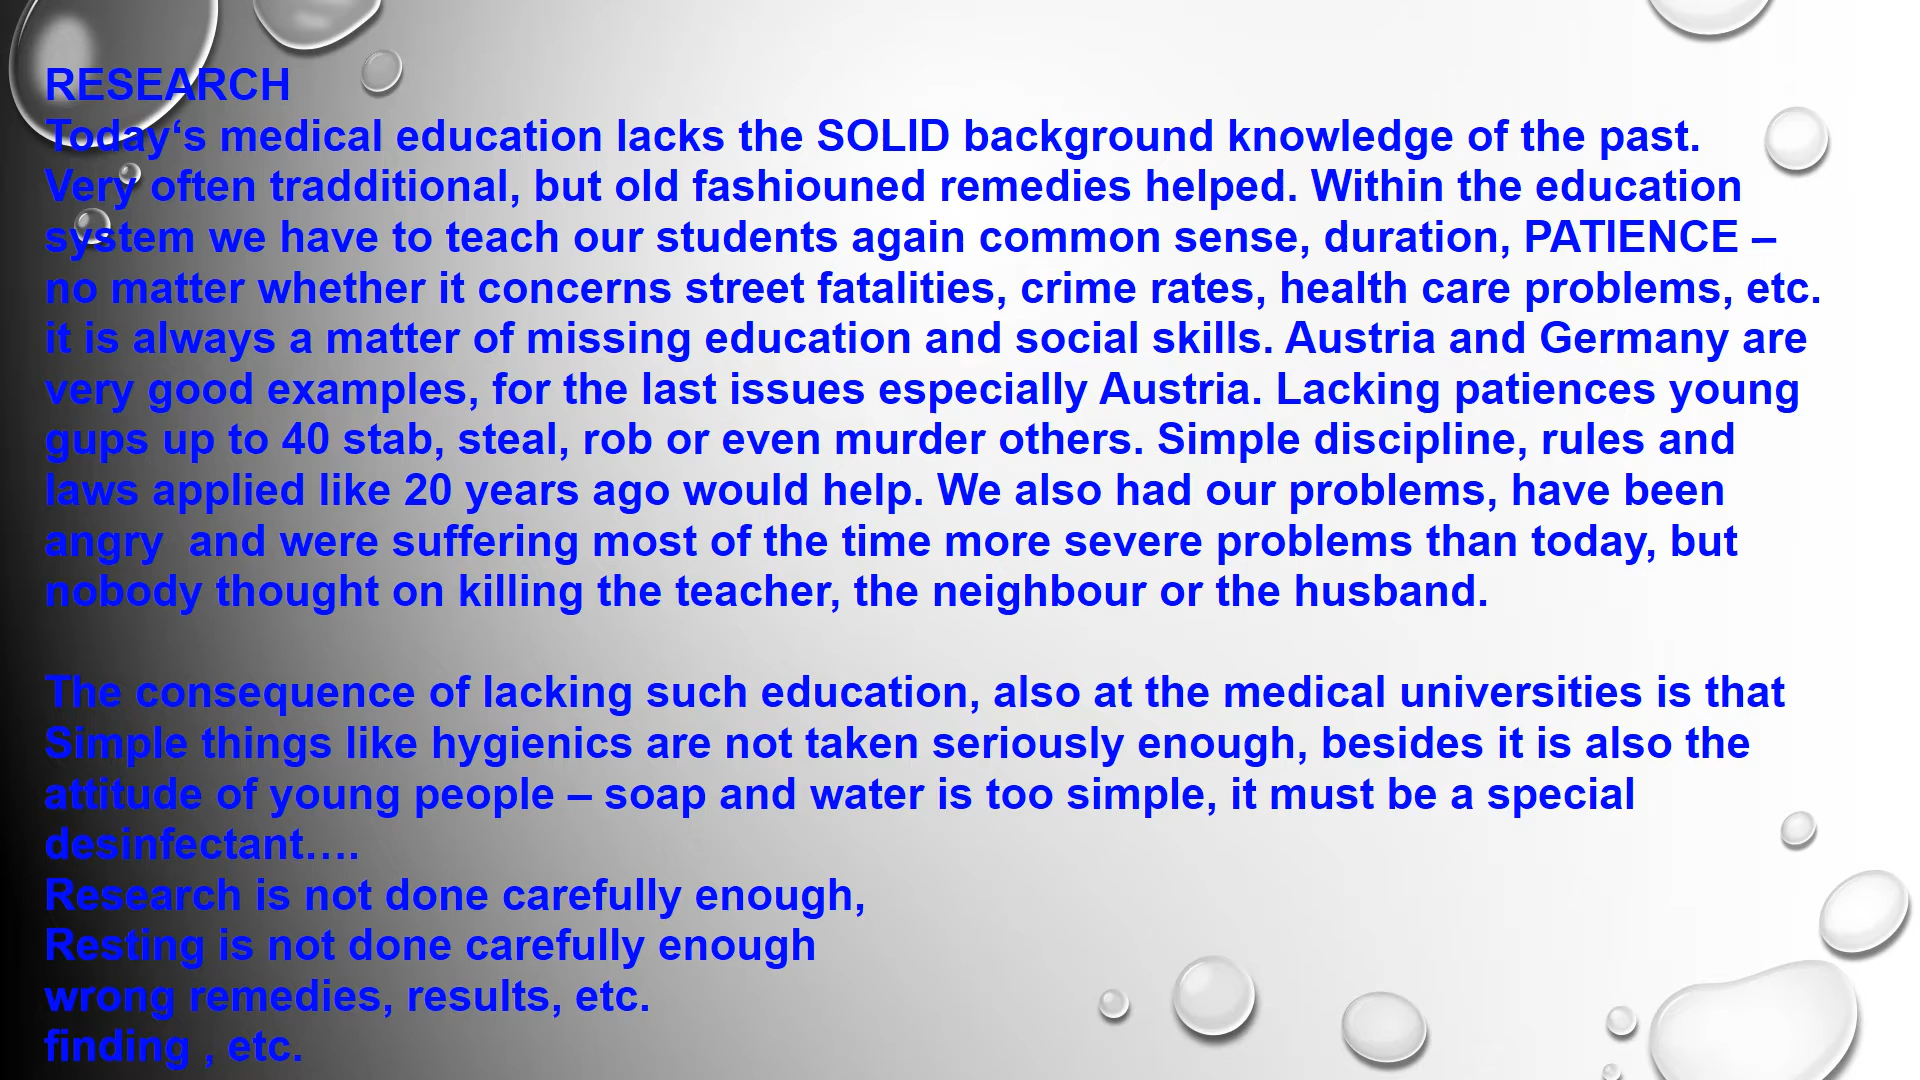 RESEARCH
Today‘s medical education lacks the SOLID background knowledge of the past.
Very often tradditional, but old fashiouned remedies helped. Within the education
system we have to teach our students again common sense, duration, PATIENCE –
no matter whether it concerns street fatalities, crime rates, health care problems, etc.
it is always a matter of missing education and social skills. Austria and Germany are
very good examples, for the last issues especially Austria. Lacking patiences young
gups up to 40 stab, steal, rob or even murder others. Simple discipline, rules and
laws applied like 20 years ago would help. We also had our problems, have been
angry  and were suffering most of the time more severe problems than today, but
nobody thought on killing the teacher, the neighbour or the husband.
The consequence of lacking such education, also at the medical universities is that
Simple things like hygienics are not taken seriously enough, besides it is also the
attitude of young people – soap and water is too simple, it must be a special
desinfectant….
Research is not done carefully enough,
Resting is not done carefully enough
wrong remedies, results, etc.
finding , etc.